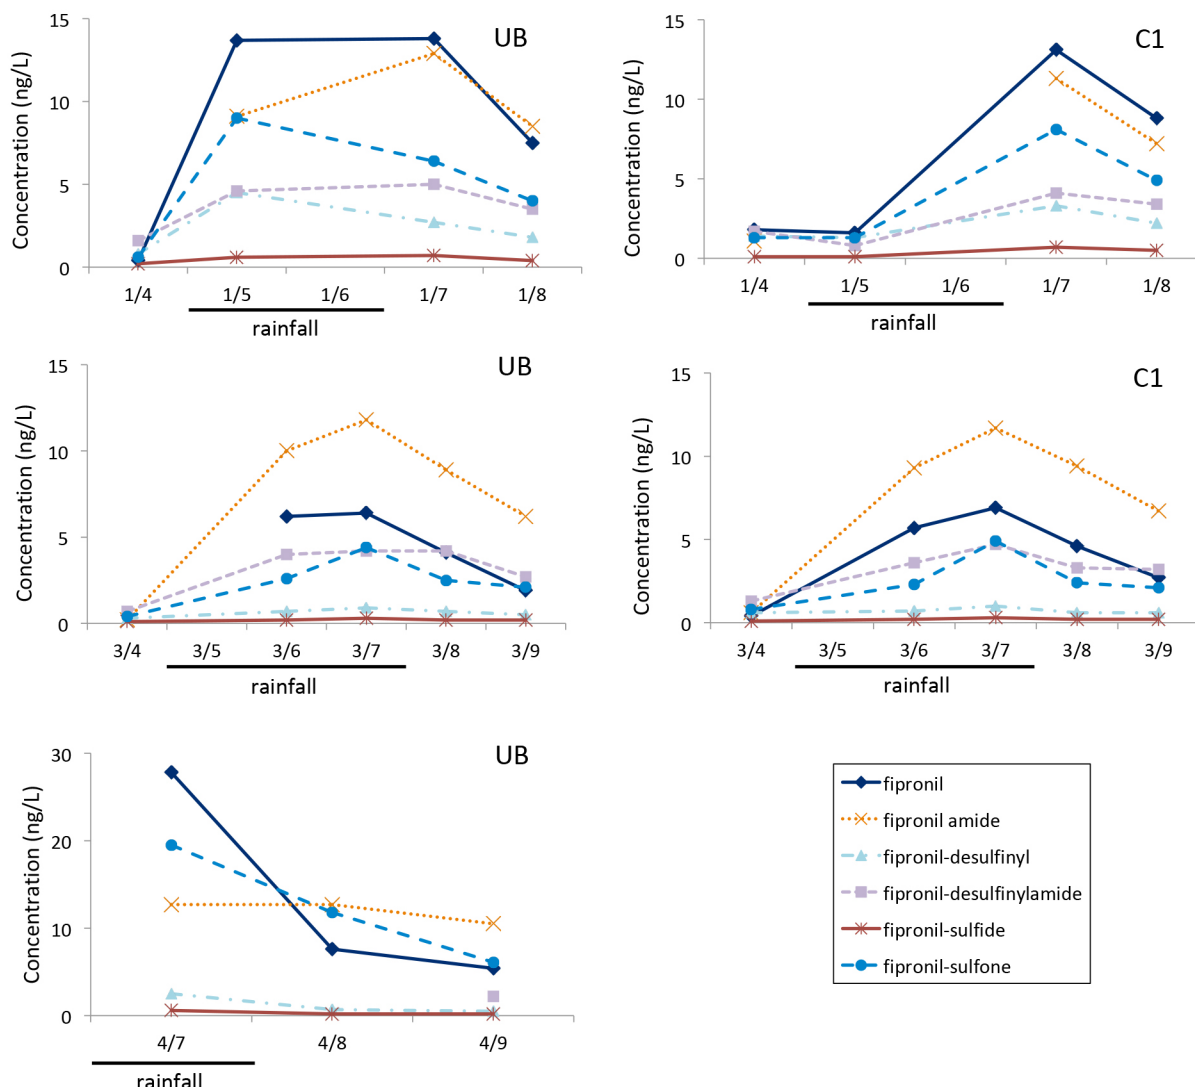 UB
Concentration (ng/L)
15
10
5
0
1/4 1/5 1/6 1/7 1/8
rainfall
C1
Concentration (ng/L)
15
10
5
0
1/4 1/5 1/6 1/7 1/8
rainfall
UB
Concentration (ng/L)
15
10
5
0
3/4 3/5 3/6 3/7 3/8 3/9
rainfall
C1
Concentration (ng/L)
15
10
5
0
3/4 3/5 3/6 3/7 3/8 3/9
rainfall
UB
Concentration (ng/L)
30
20
10
0
4/7 4/8 4/9
rainfall
fipronil
fipronil amide
fipronil-desulfinyl
fipronil-desulfinylamide
fipronil-sulfide
fipronil-sulfone